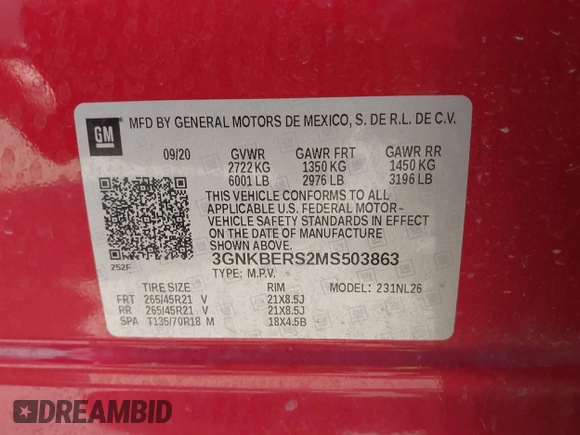 GM
MFD BY GENERAL MOTORS DE MEXICO, S. DE R.L. DE C.V.
09/20 GVWR GAWR FRT GAWR RR
2722 KG 1350 KG 1450 KG
6001 LB 2976 LB 3196 LB
THIS VEHICLE CONFORMS TO ALL
APPLICABLE U.S. FEDERAL MOTOR-
VEHICLE SAFETY STANDARDS IN EFFECT
ON THE DATE OF MANUFACTURE
SHOWN ABOVE.
252F 3GNKBERS2MS503863
TYPE: M.P.V.
TIRE SIZE RIM MODEL: 231NL26
FRT 265/45R21 V 21X8.5J
RR 265/45R21 V 21X8.5J
SPA T135/70R18 M 18X4.5B
DREAMBID